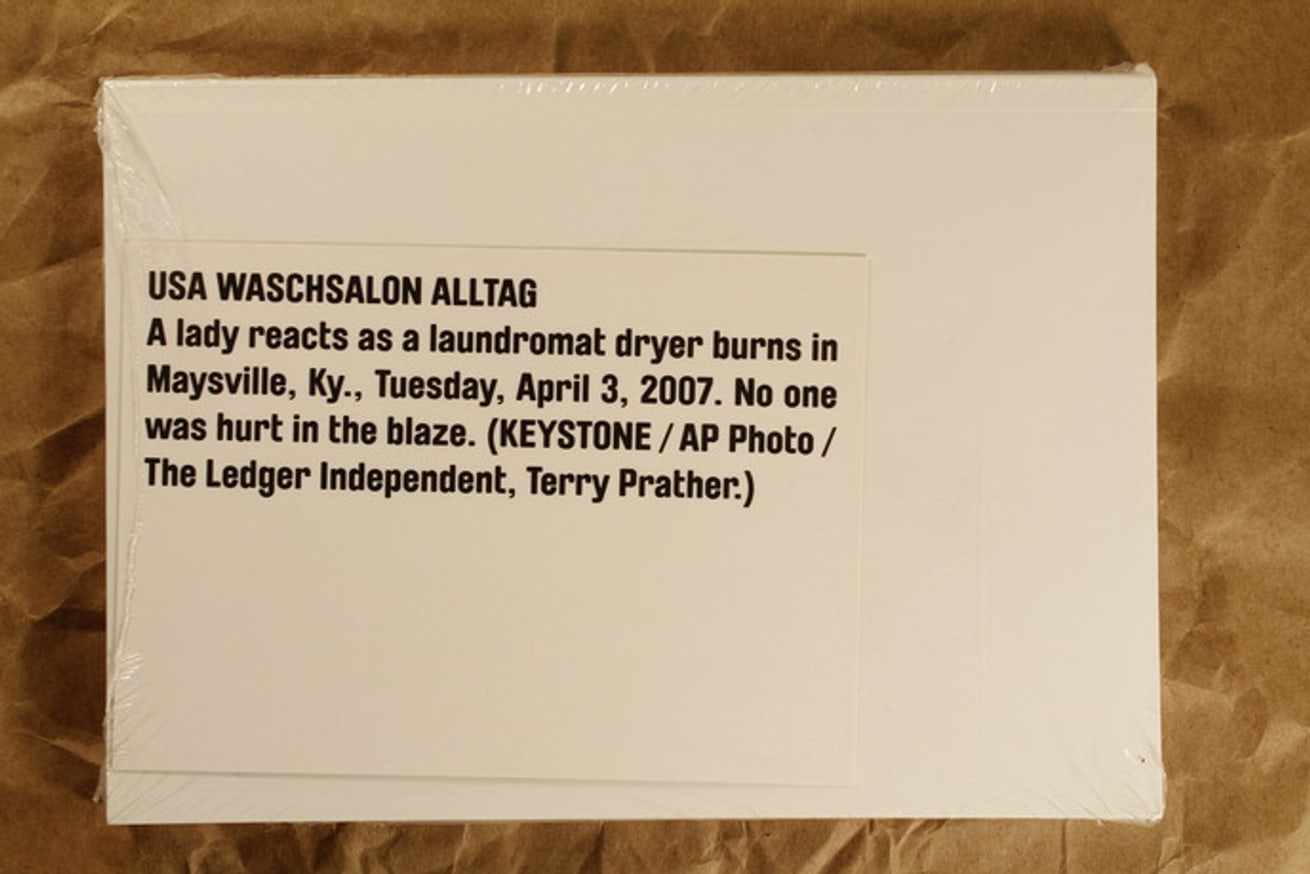 USA WASCHSALON ALLTAG
A lady reacts as a laundromat dryer burns in
Maysville, Ky., Tuesday, April 3, 2007. No one
was hurt in the blaze. (KEYSTONE / AP Photo /
The Ledger Independent, Terry Prather.)